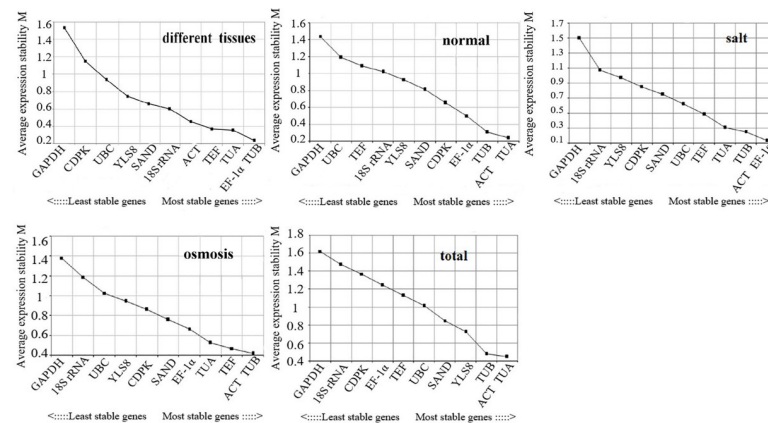 different tissues
Average expression stability M
1.6
1.4
1.2
1
0.8
0.6
0.4
0.2
GAPDH
CDPK
UBC
YLS8
SAND
18S rRNA
ACT
TEF
TUA
EF-1α TUB
<:::::Least stable genes Most stable genes :::::>
normal
Average expression stability M
1.6
1.4
1.2
1
0.8
0.6
0.4
0.2
GAPDH
UBC
TEF
18S rRNA
YLS8
SAND
CDPK
EF-1α
TUB
ACT TUA
<:::::Least stable genes Most stable genes :::::>
salt
Average expression stability M
1.7
1.5
1.3
1.1
0.9
0.7
0.5
0.3
0.1
GAPDH
18S rRNA
YLS8
CDPK
SAND
UBC
TEF
TUA
TUB
ACT EF-1
<:::::Least stable genes Most stable genes :::::>
osmosis
Average expression stability M
1.6
1.4
1.2
1
0.8
0.6
0.4
GAPDH
18S rRNA
UBC
YLS8
CDPK
SAND
EF-1α
TUA
TEF
ACT TUB
<:::::Least stable genes Most stable genes :::::>
total
Average expression stability M
1.8
1.6
1.4
1.2
1
0.8
0.6
0.4
GAPDH
18S rRNA
CDPK
EF-1α
TEF
UBC
SAND
YLS8
TUB
ACT TUA
<:::::Least stable genes Most stable genes :::::>